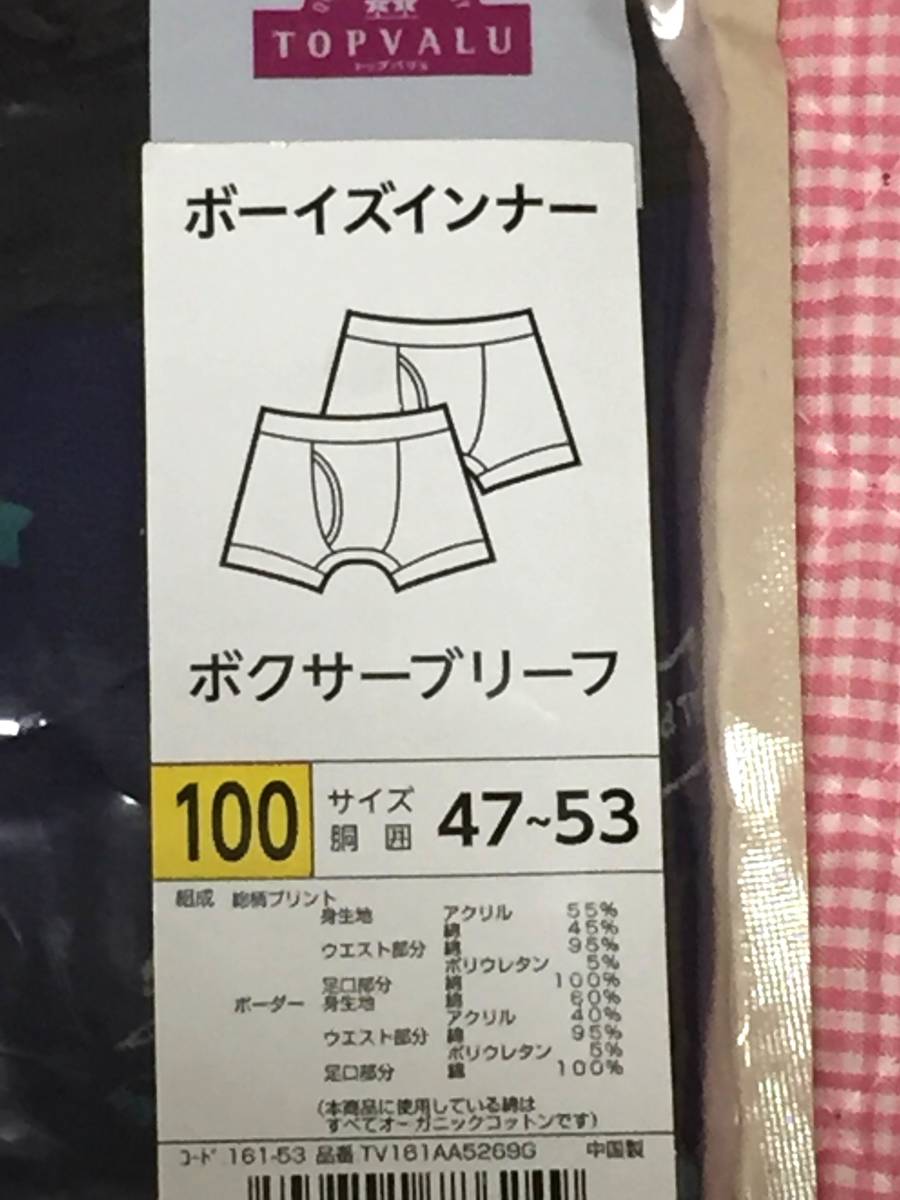 TOPVALU
トップバリュ
ボーイズインナー
ボクサーブリーフ
100 サイズ 胴囲 47~53
組成 総柄プリント
身生地 アクリル 55%
綿 45%
ウエスト部分 綿 95%
ポリウレタン 5%
足口部分 綿 100%
ボーダー 身生地 綿 60%
アクリル 40%
ウエスト部分 綿 95%
ポリウレタン 5%
足口部分 綿 100%
(本商品に使用している綿は
すべてオーガニックコットンです)
コード 161-53 品番 TV161AA5269G 中国製